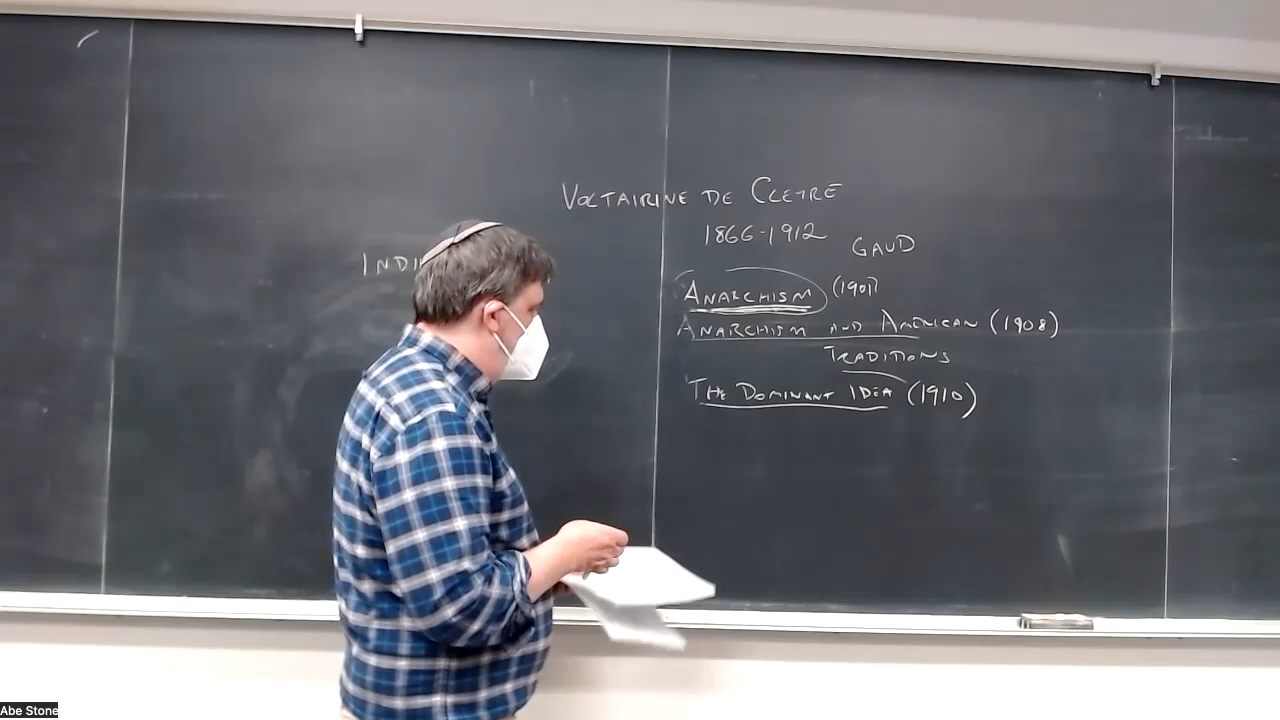 VOLTAIRINE DE CLEYRE
1866-1912
GAUD
INDI
ANARCHISM (1901)
ANARCHISM AND AMERICAN (1908)
TRADITIONS
THE DOMINANT IDEA (1910)
Abe Stone